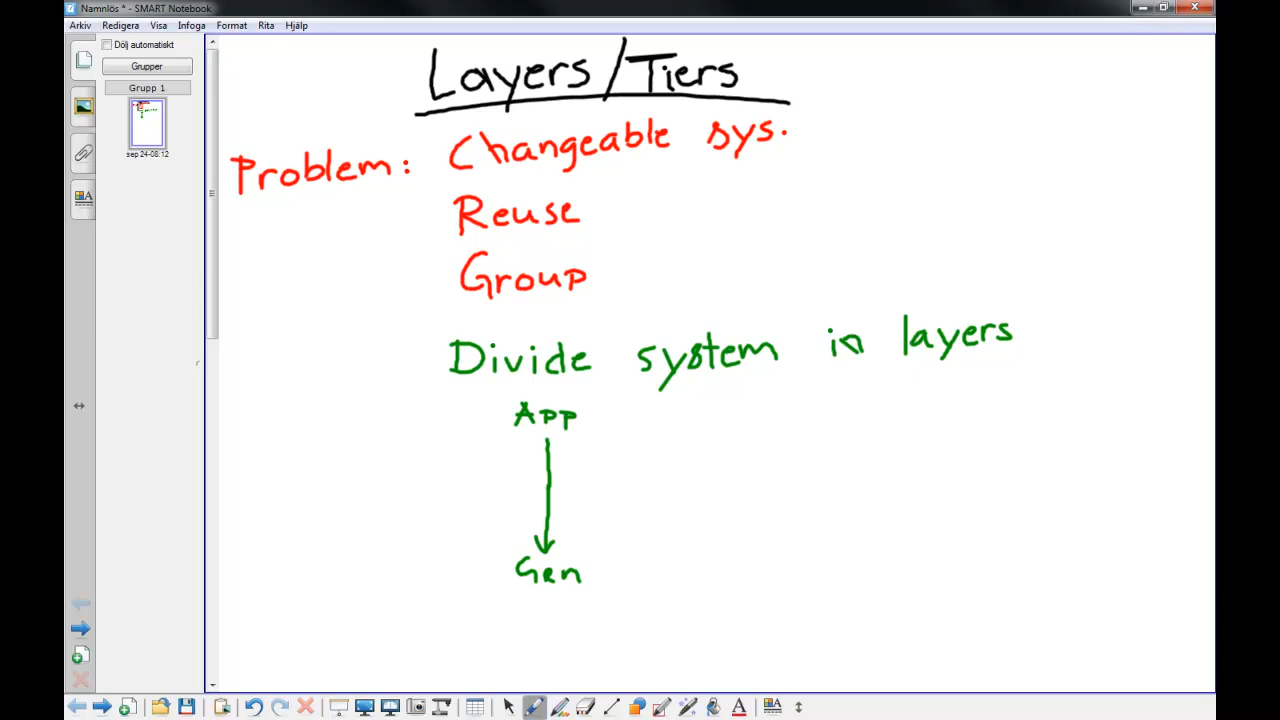 Namnlös * - SMART Notebook
Arkiv Redigera Visa Infoga Format Rita Hjälp
Dölj automatiskt
Grupper
Grupp 1
sep 24-08:12
Layers/Tiers
Problem: Changeable sys.
Reuse
Group
Divide system in layers
App
Gen